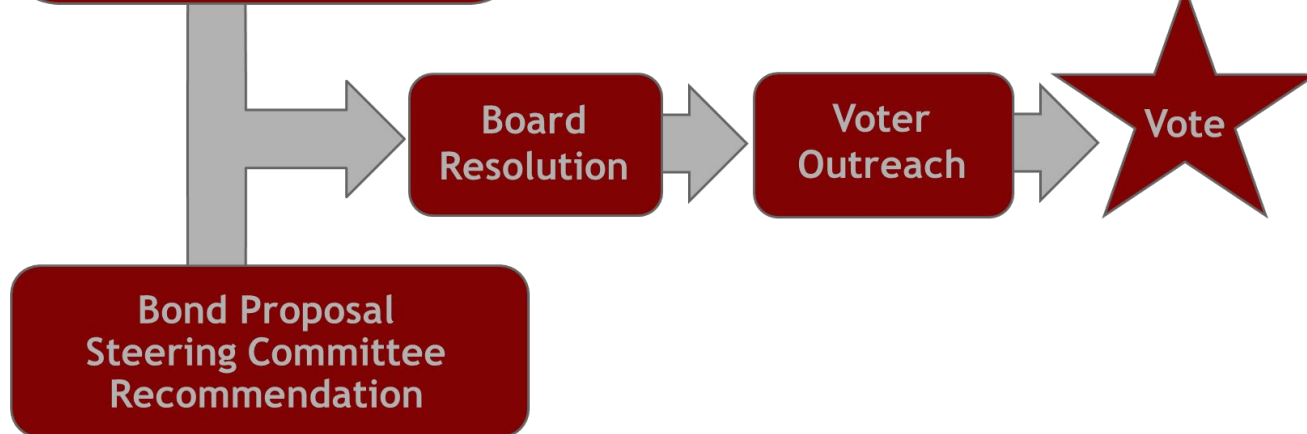 Board
Resolution
Voter
Outreach
Vote
Bond Proposal
Steering Committee
Recommendation